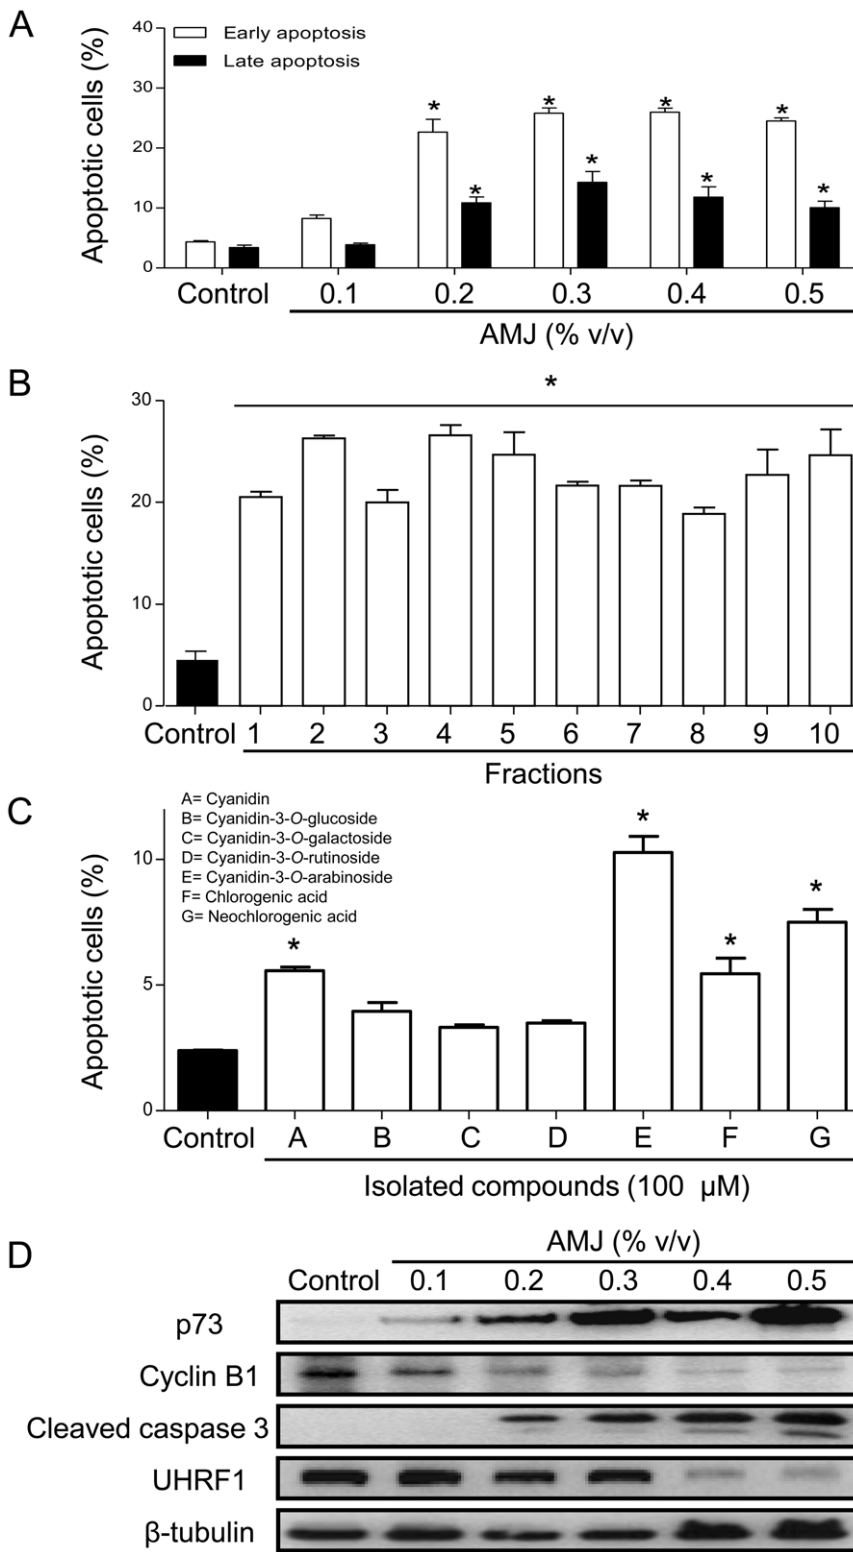 A
Apoptotic cells (%)
40
30
20
10
0
Early apoptosis
Late apoptosis
* * * * * * * *
Control 0.1 0.2 0.3 0.4 0.5
AMJ (% v/v)
B
Apoptotic cells (%)
30
20
10
0
*
Control 1 2 3 4 5 6 7 8 9 10
Fractions
C
Apoptotic cells (%)
10
5
0
A= Cyanidin
B= Cyanidin-3-O-glucoside
C= Cyanidin-3-O-galactoside
D= Cyanidin-3-O-rutinoside
E= Cyanidin-3-O-arabinoside
F= Chlorogenic acid
G= Neochlorogenic acid
* * * *
Control A B C D E F G
Isolated compounds (100 µM)
D
AMJ (% v/v)
Control 0.1 0.2 0.3 0.4 0.5
p73
Cyclin B1
Cleaved caspase 3
UHRF1
β-tubulin